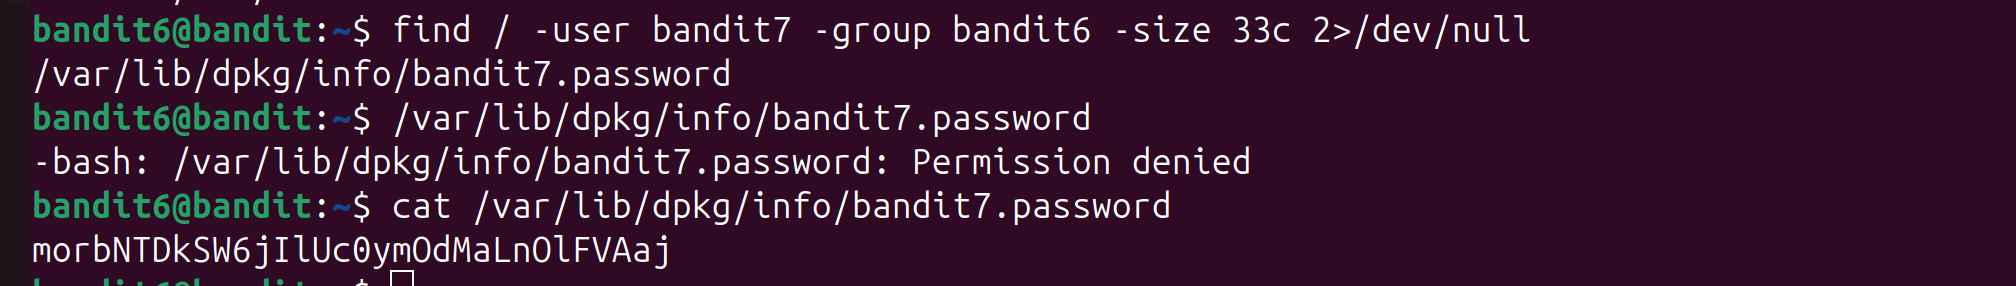 bandit6@bandit:~$ find / -user bandit7 -group bandit6 -size 33c 2>/dev/null
/var/lib/dpkg/info/bandit7.password
bandit6@bandit:~$ /var/lib/dpkg/info/bandit7.password
-bash: /var/lib/dpkg/info/bandit7.password: Permission denied
bandit6@bandit:~$ cat /var/lib/dpkg/info/bandit7.password
morbNTDkSW6jIlUc0ymOdMaLnOlFVAaj
bandit6@bandit:~$